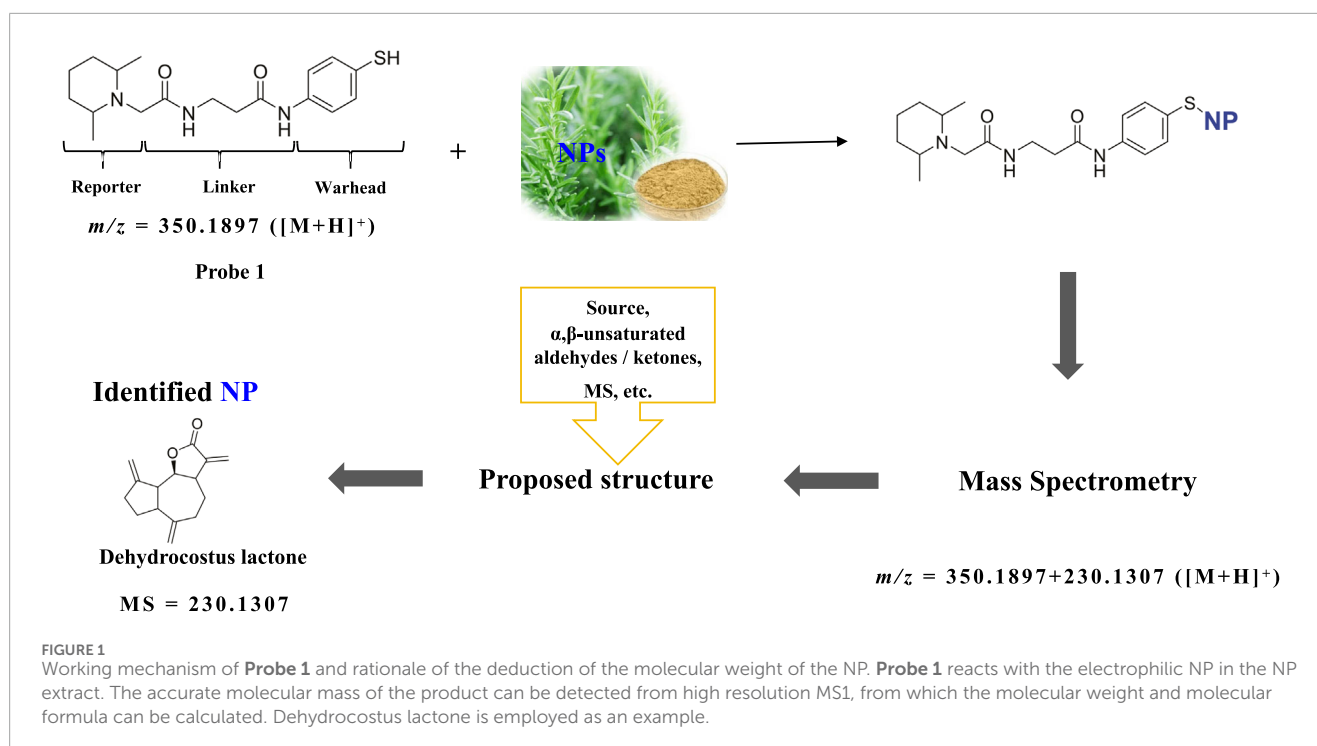 SH
O
O
N
N
H
N
H
Reporter
Linker
Warhead
m/z = 350.1897 ([M+H]⁺)
Probe 1
+
NPs
S
NP
O
O
N
N
H
N
H
Source,
α,β-unsaturated
aldehydes / ketones,
MS, etc.
Identified NP
O
O
Dehydrocostus lactone
MS = 230.1307
Proposed structure
Mass Spectrometry
m/z = 350.1897+230.1307 ([M+H]⁺)
FIGURE 1
Working mechanism of Probe 1 and rationale of the deduction of the molecular weight of the NP. Probe 1 reacts with the electrophilic NP in the NP
extract. The accurate molecular mass of the product can be detected from high resolution MS1, from which the molecular weight and molecular
formula can be calculated. Dehydrocostus lactone is employed as an example.